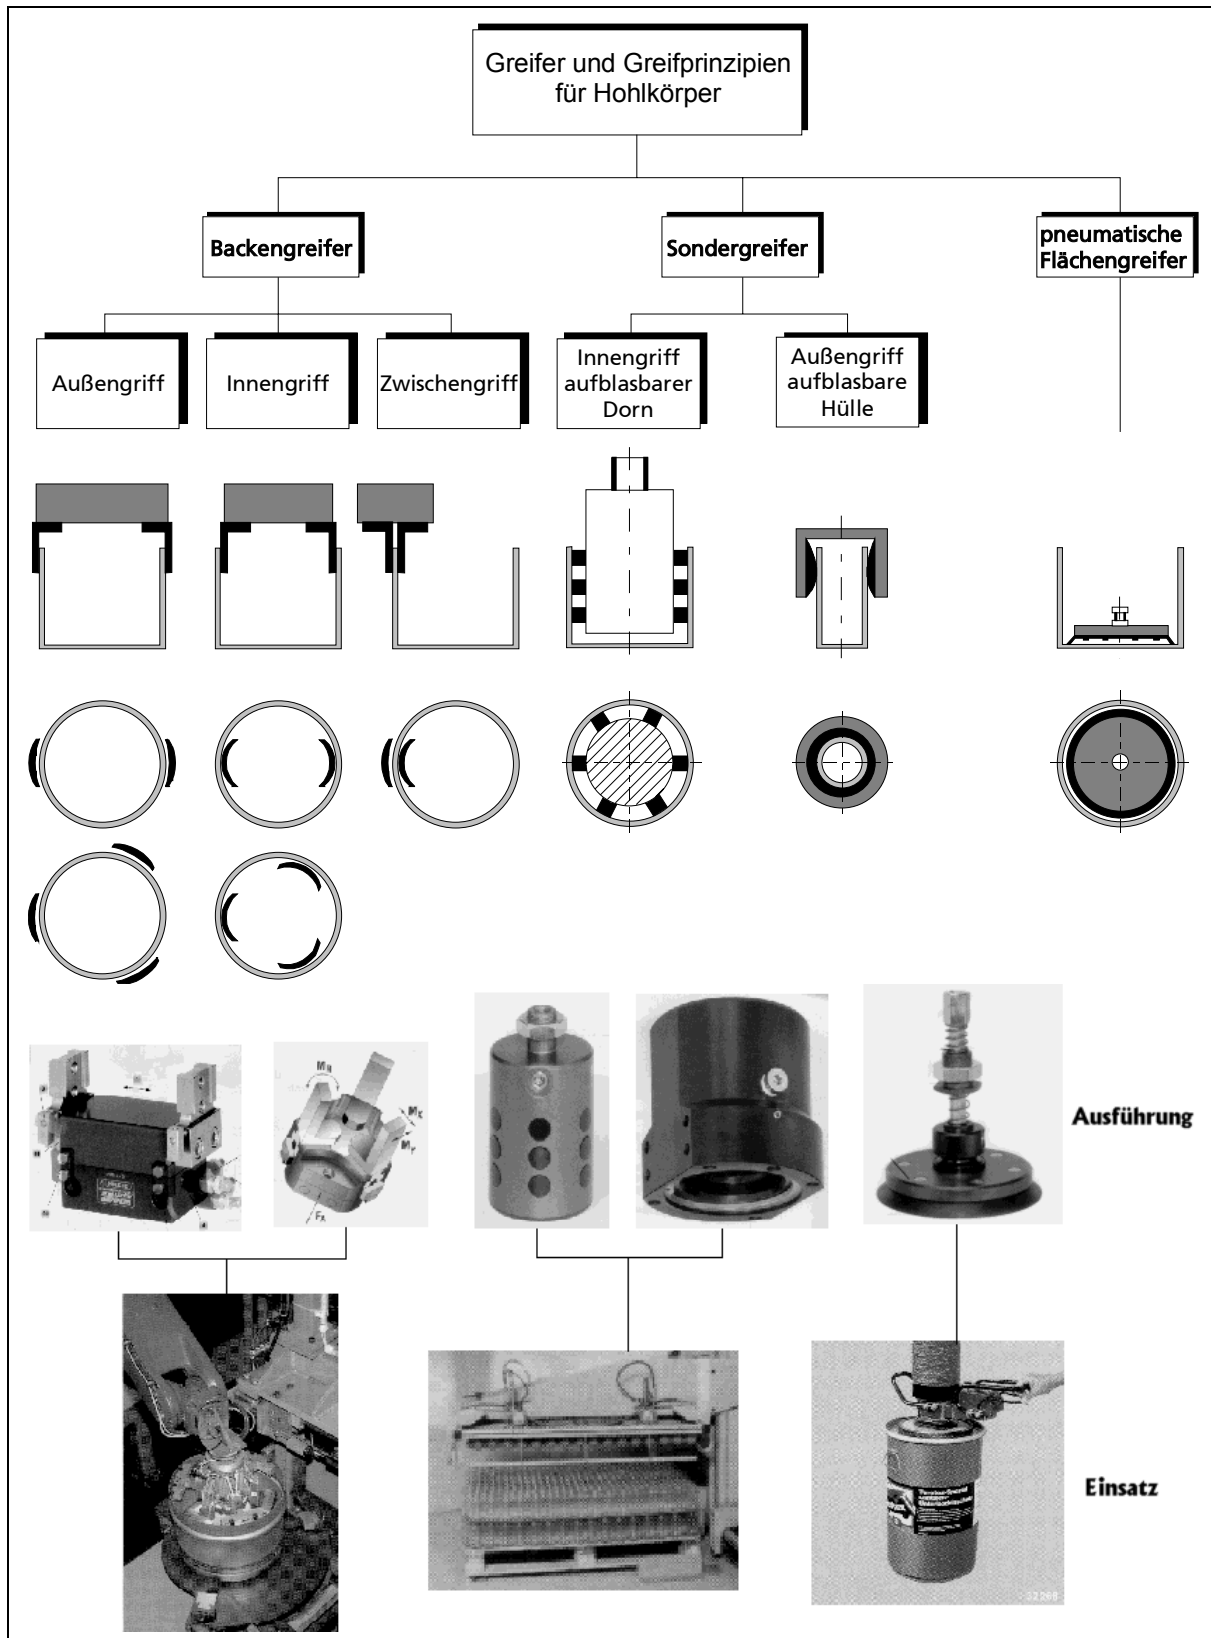 Greifer und Greifprinzipien
für Hohlkörper
Backengreifer
Sondergreifer
pneumatische
Flächengreifer
Außengriff
Innengriff
Zwischengriff
Innengriff
aufblasbarer
Dorn
Außengriff
aufblasbare
Hülle
Ausführung
Einsatz